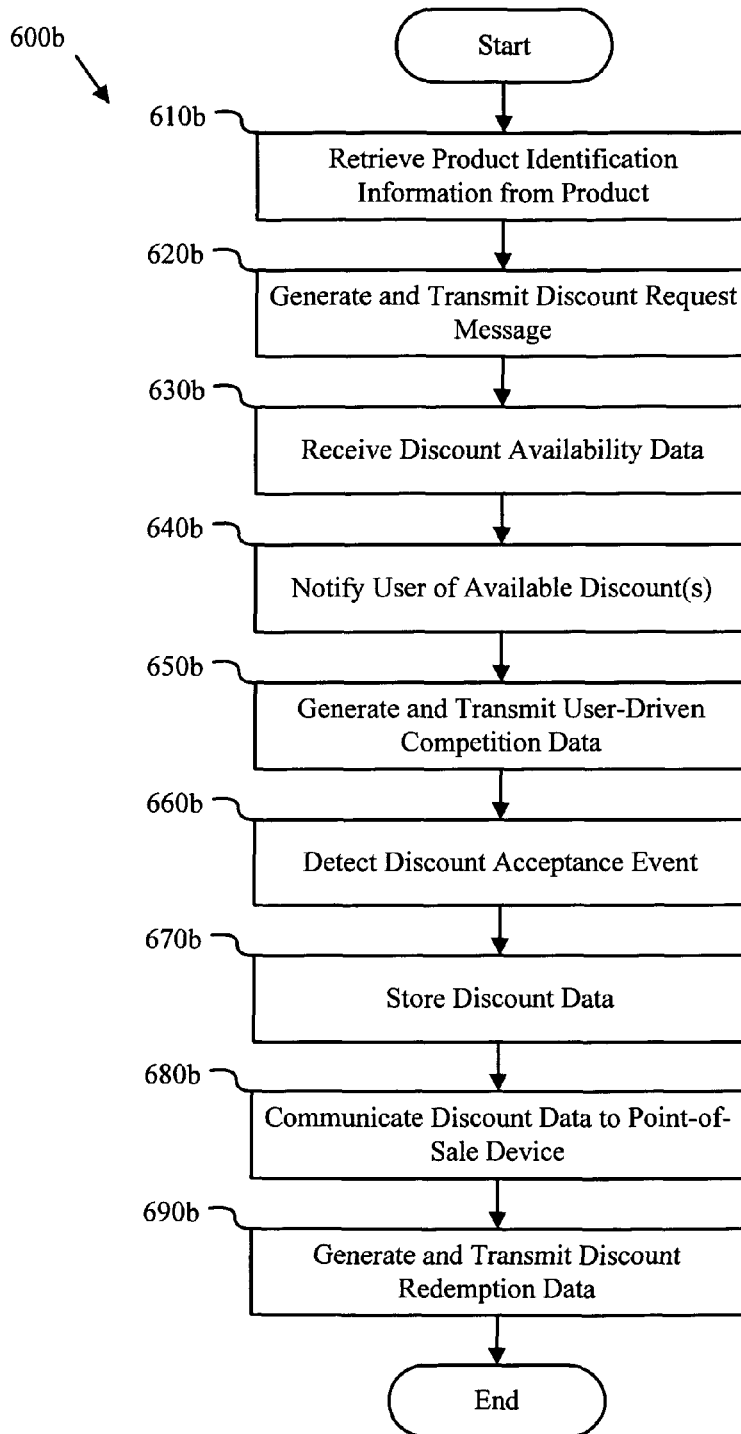 600b
Start
610b
Retrieve Product Identification
Information from Product
620b
Generate and Transmit Discount Request
Message
630b
Receive Discount Availability Data
640b
Notify User of Available Discount(s)
650b
Generate and Transmit User-Driven
Competition Data
660b
Detect Discount Acceptance Event
670b
Store Discount Data
680b
Communicate Discount Data to Point-of-
Sale Device
690b
Generate and Transmit Discount
Redemption Data
End